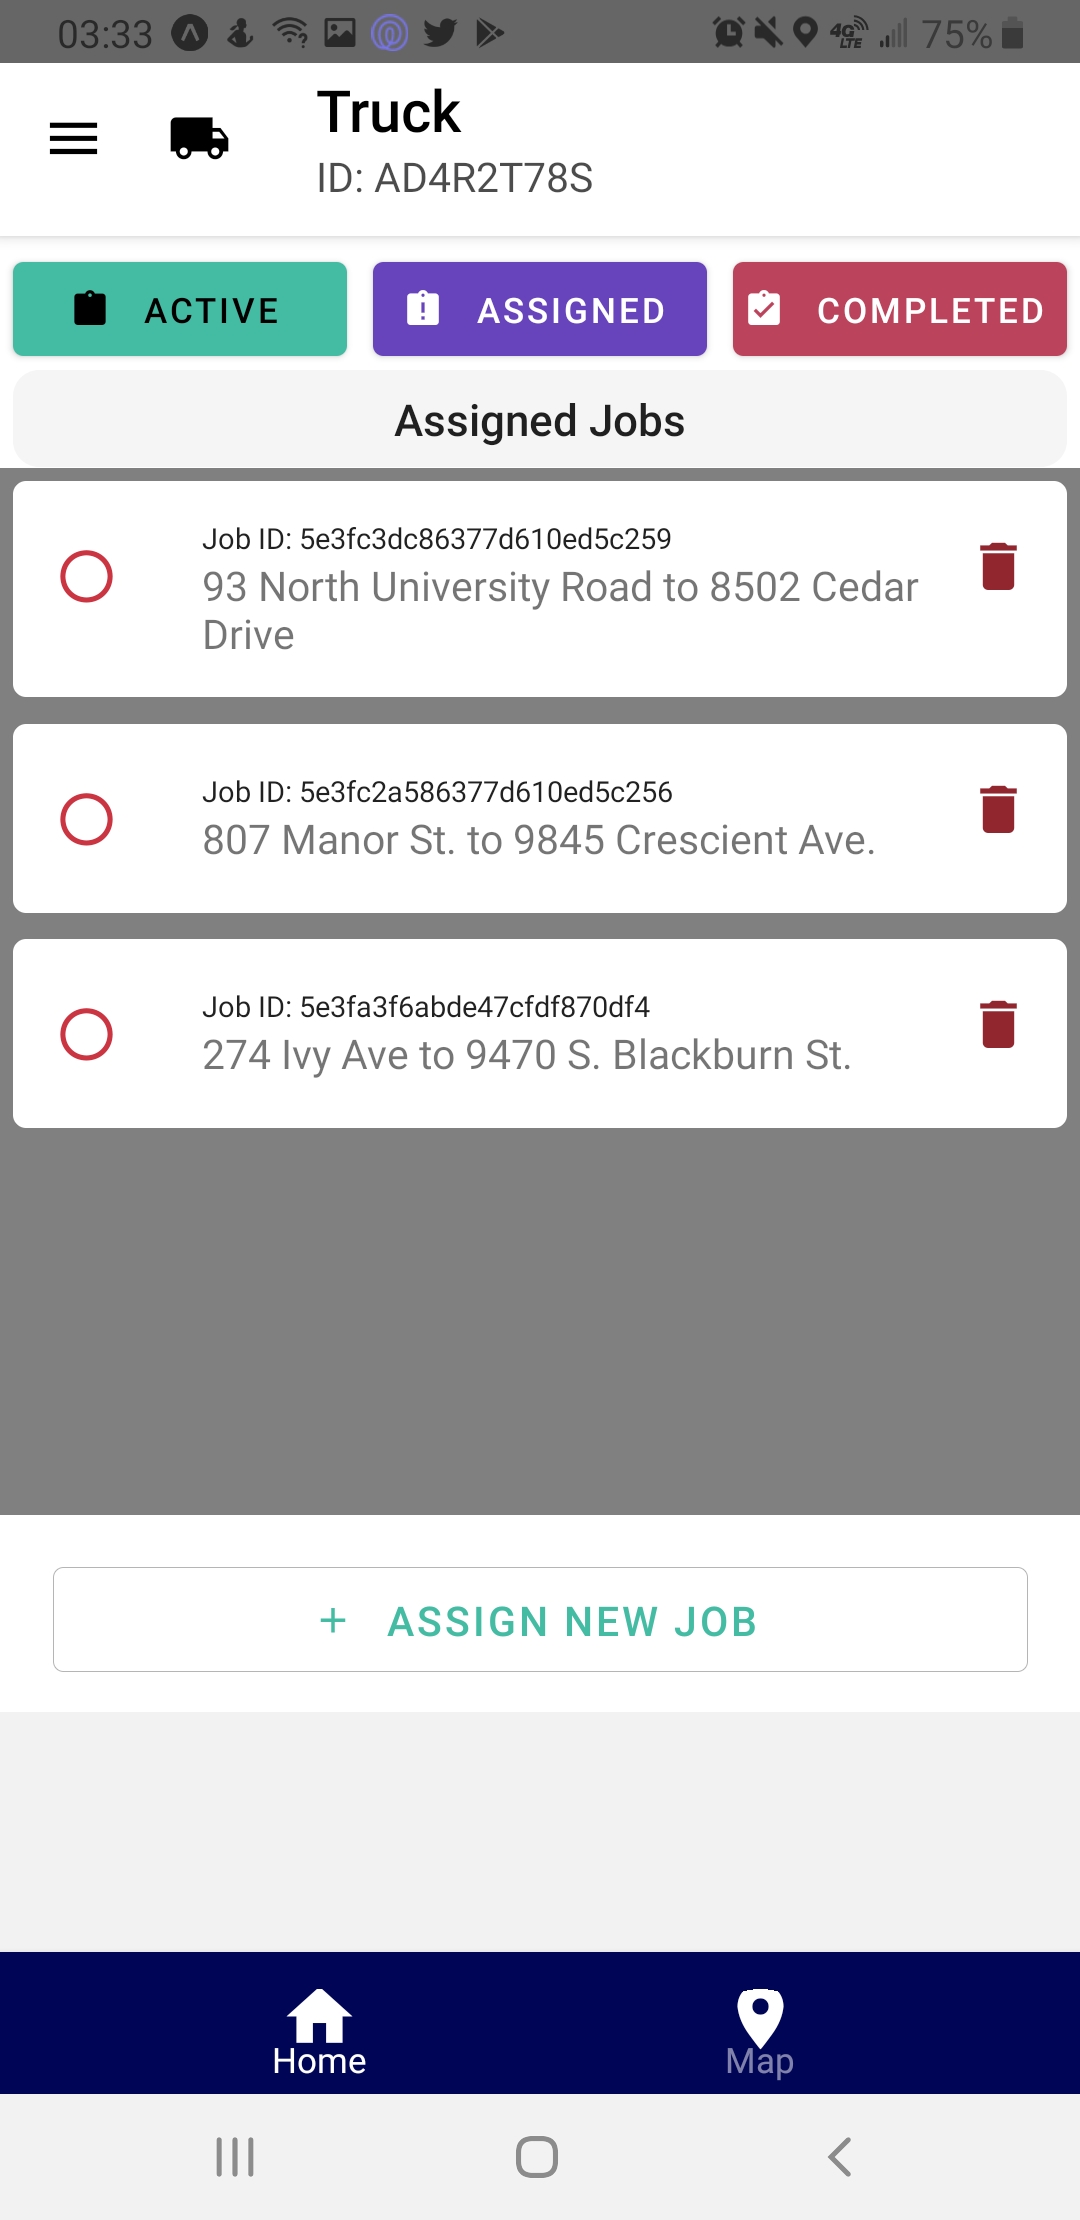 03:33
4G LTE 75%
Truck
ID: AD4R2T78S
ACTIVE ASSIGNED COMPLETED
Assigned Jobs
Job ID: 5e3fc3dc86377d610ed5c259
93 North University Road to 8502 Cedar
Drive
Job ID: 5e3fc2a586377d610ed5c256
807 Manor St. to 9845 Crescient Ave.
Job ID: 5e3fa3f6abde47cfdf870df4
274 Ivy Ave to 9470 S. Blackburn St.
+ ASSIGN NEW JOB
Home Map